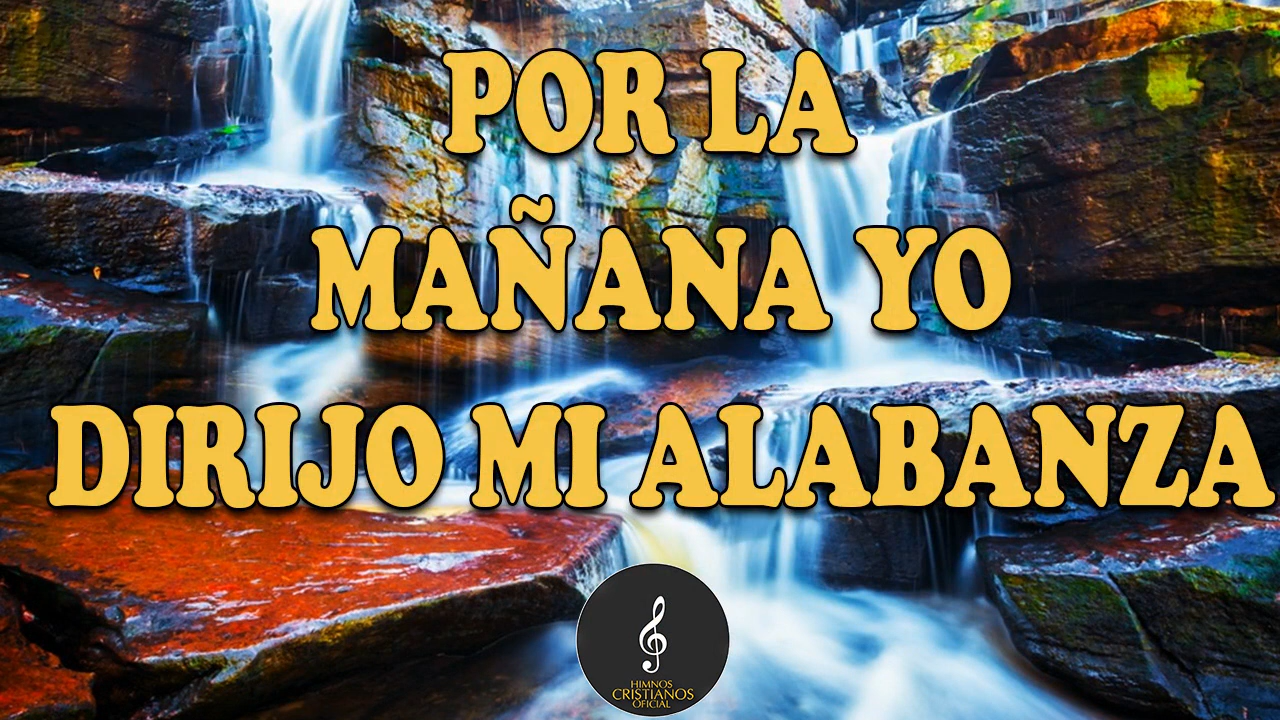 POR LA
MAÑANA YO
DIRIJO MI ALABANZA
HIMNOS
CRISTIANOS
OFICIAL